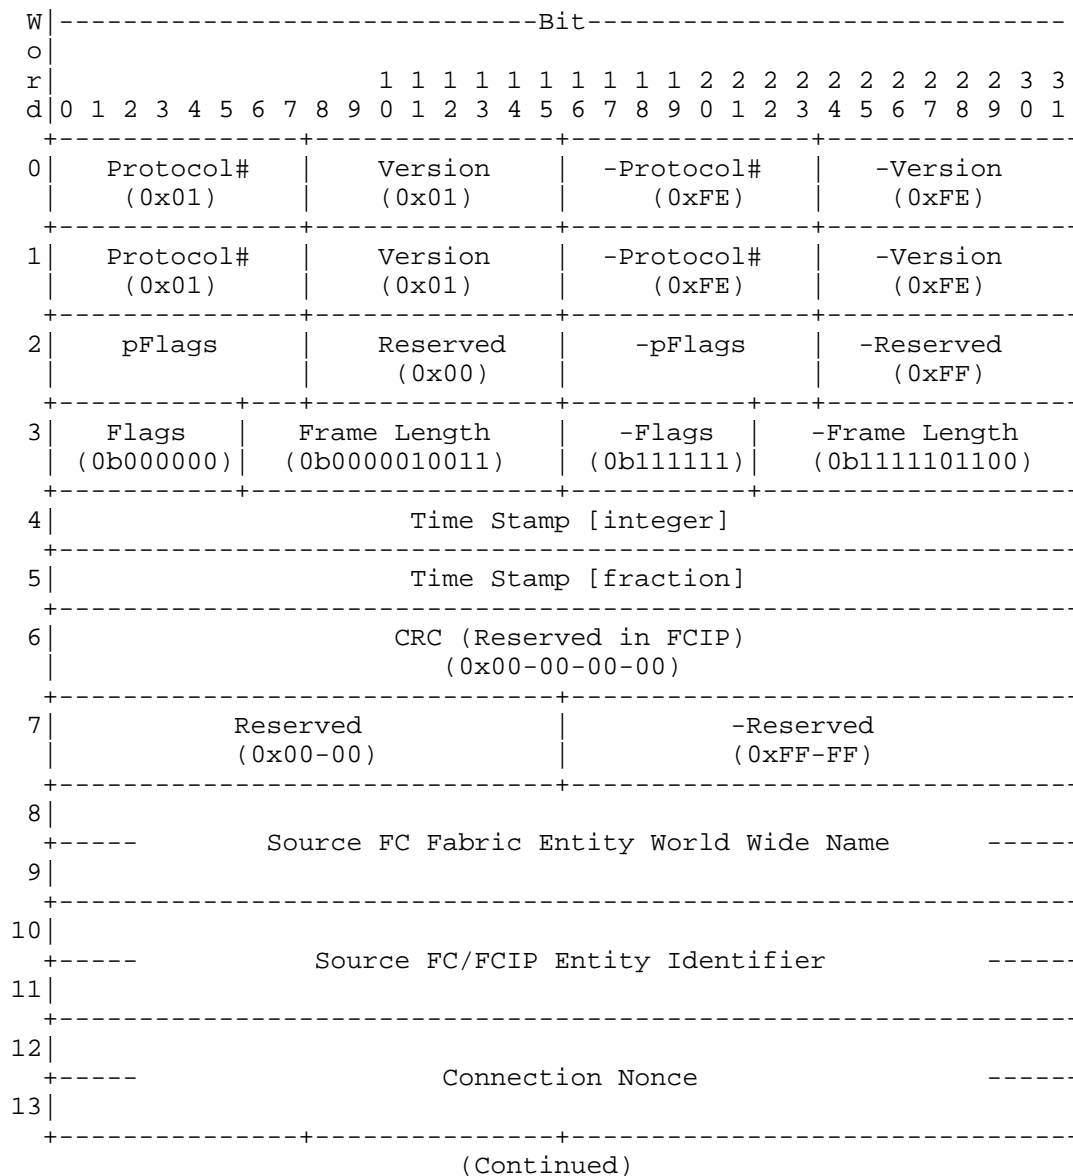 W|------------------------------Bit------------------------------
o|
r|                    1 1 1 1 1 1 1 1 1 1 2 2 2 2 2 2 2 2 2 2 3 3
d|0 1 2 3 4 5 6 7 8 9 0 1 2 3 4 5 6 7 8 9 0 1 2 3 4 5 6 7 8 9 0 1
 +---------------+---------------+---------------+----------------
0|   Protocol#   |    Version    |  -Protocol#   |   -Version
 |    (0x01)     |    (0x01)     |     (0xFE)    |    (0xFE)
 +---------------+---------------+---------------+----------------
1|   Protocol#   |    Version    |  -Protocol#   |   -Version
 |    (0x01)     |    (0x01)     |     (0xFE)    |    (0xFE)
 +---------------+---------------+---------------+----------------
2|    pFlags     |    Reserved   |    -pFlags    |  -Reserved
 |               |     (0x00)    |               |    (0xFF)
 +-----------+---+---------------+-----------+---+----------------
3|   Flags   |   Frame Length    |   -Flags  |   -Frame Length
 | (0b000000)|  (0b0000010011)   | (0b111111)|   (0b1111101100)
 +-----------+-------------------+-----------+--------------------
4|                      Time Stamp [integer]
 +----------------------------------------------------------------
5|                      Time Stamp [fraction]
 +----------------------------------------------------------------
6|                     CRC (Reserved in FCIP)
 |                        (0x00-00-00-00)
 +-------------------------------+--------------------------------
7|           Reserved            |          -Reserved
 |           (0x00-00)           |          (0xFF-FF)
 +-------------------------------+--------------------------------
8|
 +-----        Source FC Fabric Entity World Wide Name      ------
9|
 +----------------------------------------------------------------
10|
 +-----           Source FC/FCIP Entity Identifier          ------
11|
 +----------------------------------------------------------------
12|
 +-----                   Connection Nonce                  ------
13|
 +---------------+---------------+--------------------------------
(Continued)